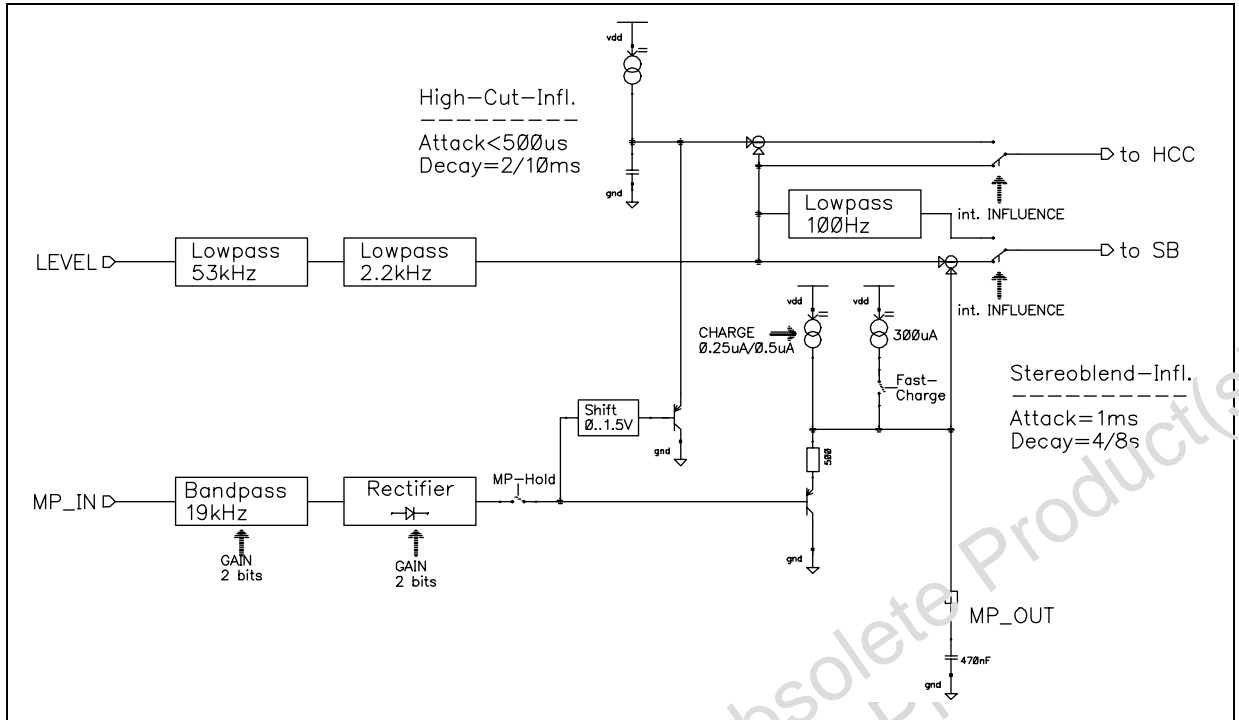 vdd
High-Cut-Infl.
Attack<500us
Decay=2/10ms
gnd
to HCC
Lowpass
100Hz
int. INFLUENCE
LEVEL
Lowpass
53kHz
Lowpass
2.2kHz
to SB
int. INFLUENCE
vdd
vdd
CHARGE
0.25uA/0.5uA
300uA
Fast-
Charge
Stereoblend-Infl.
Attack=1ms
Decay=4/8s
Shift
0..1.5V
gnd
500
MP_IN
Bandpass
19kHz
Rectifier
MP-Hold
GAIN
2 bits
GAIN
2 bits
gnd
MP_OUT
470nF
gnd
bsolete Product(s